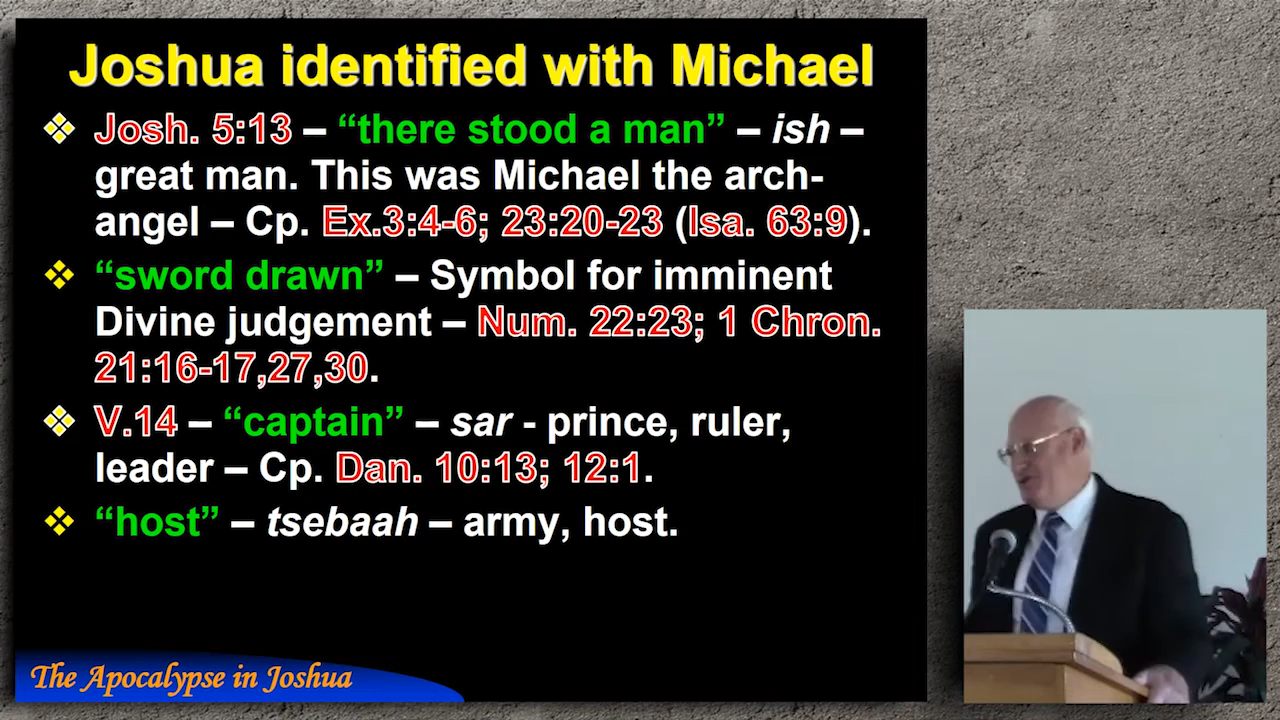 Joshua identified with Michael
❖ Josh. 5:13 – “there stood a man” – ish –
great man. This was Michael the arch-
angel – Cp. Ex.3:4-6; 23:20-23 (Isa. 63:9).
❖ “sword drawn” – Symbol for imminent
Divine judgement – Num. 22:23; 1 Chron.
21:16-17,27,30.
❖ V.14 – “captain” – sar - prince, ruler,
leader – Cp. Dan. 10:13; 12:1.
❖ “host” – tsebaah – army, host.
The Apocalypse in Joshua